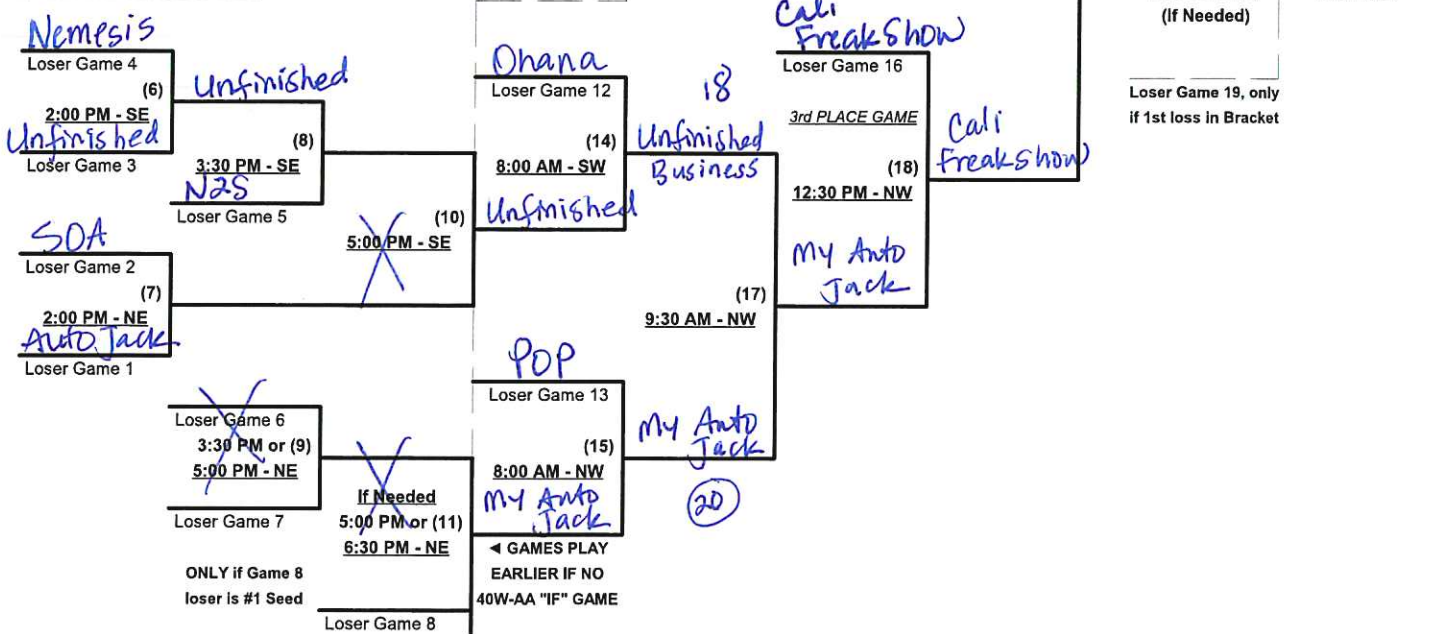 Nemesis
Loser Game 4
(6)
2:00 PM - SE
Unfinished
Loser Game 3
Unfinished
(8)
3:30 PM - SE
N2S
Loser Game 5
SOA
Loser Game 2
(7)
2:00 PM - NE
Auto Jack
Loser Game 1
(10)
5:00 PM - SE
Loser Game 6
3:30 PM or (9)
5:00 PM - NE
Loser Game 7
If Needed
5:00 PM or (11)
6:30 PM - NE
ONLY if Game 8
loser is #1 Seed
Loser Game 8
Ohana
Loser Game 12
(14)
8:00 AM - SW
Unfinished
POP
Loser Game 13
(15)
8:00 AM - NW
My Auto
Jack
◄ GAMES PLAY
EARLIER IF NO
40W-AA "IF" GAME
18
Unfinished
Business
(17)
9:30 AM - NW
My Auto
Jack
20
Cali
FreakShow
Loser Game 16
3rd PLACE GAME
(18)
12:30 PM - NW
My Auto
Jack
Cali
FreakShow
(If Needed)
Loser Game 19, only
if 1st loss in Bracket